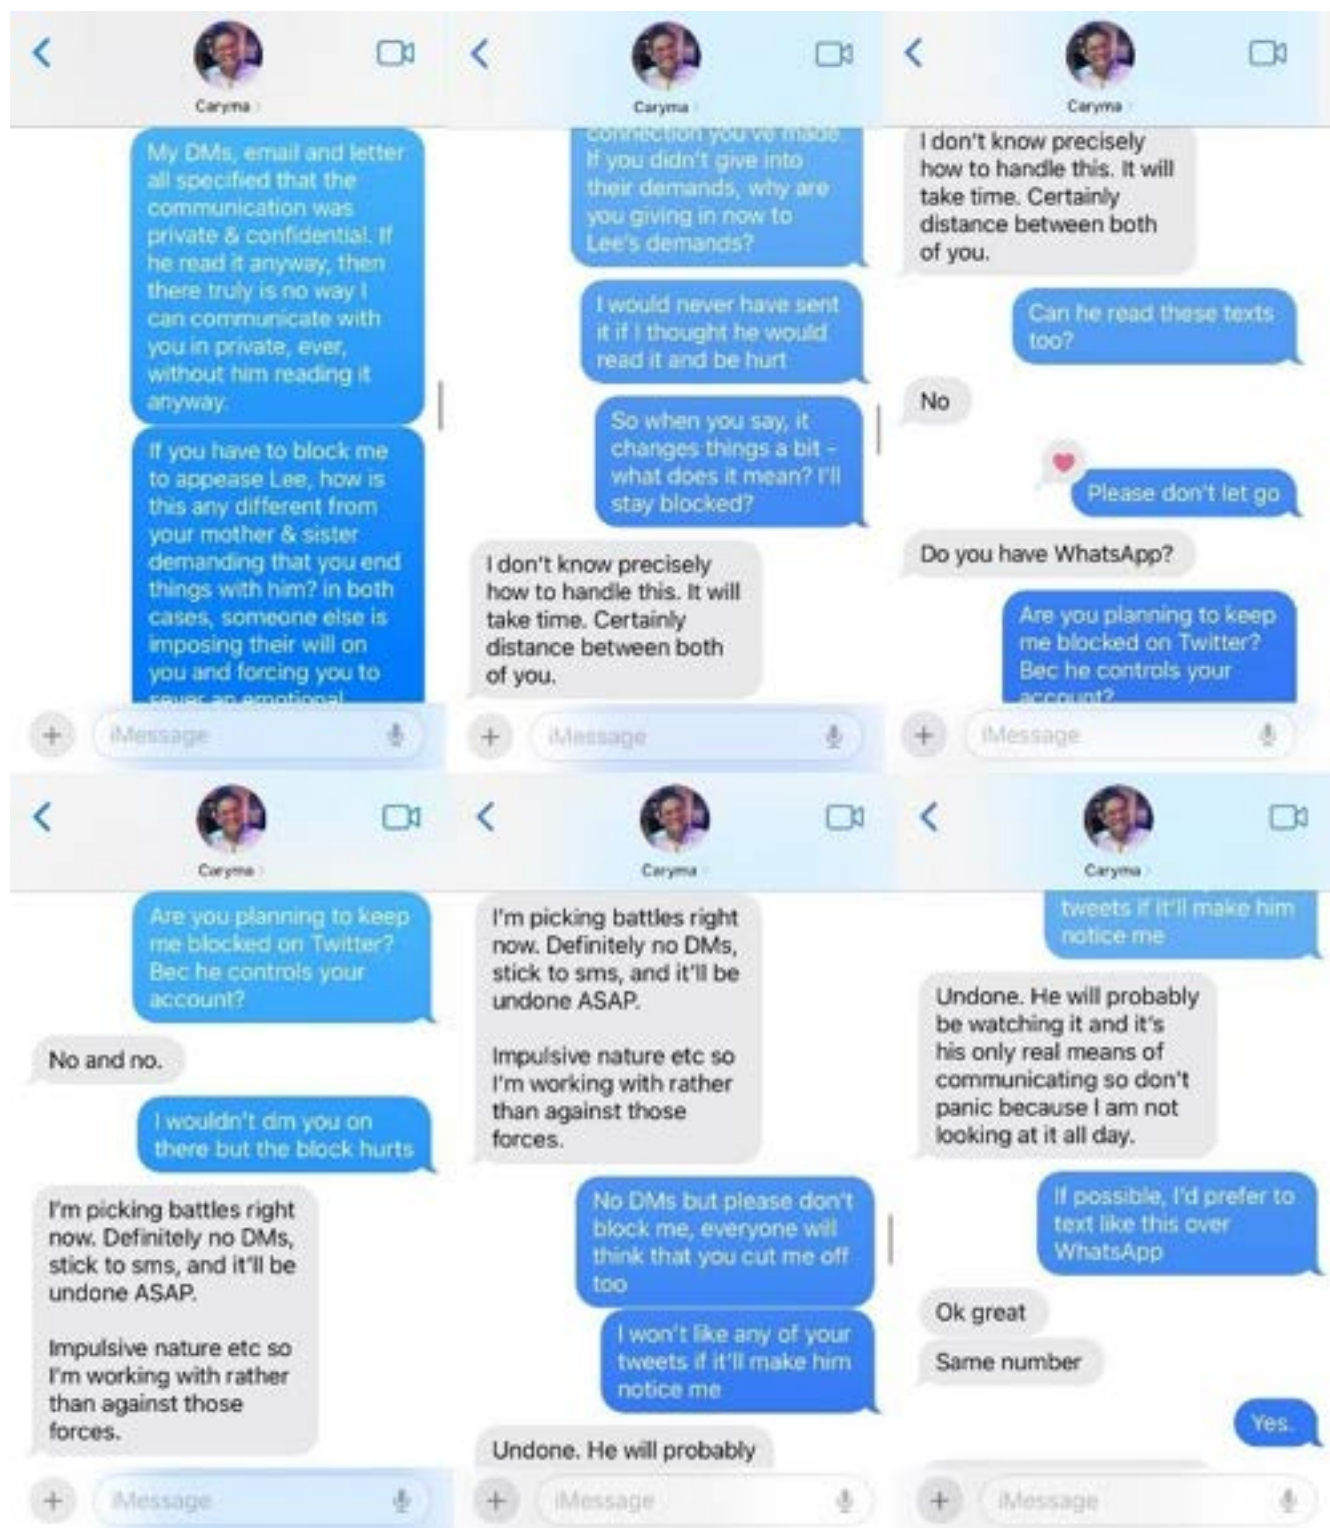 Caryma
My DMs, email and letter
all specified that the
communication was
private & confidential. If
he read it anyway, then
there truly is no way I
can communicate with
you in private, ever,
without him reading it
anyway.
If you have to block me
to appease Lee, how is
this any different from
your mother & sister
demanding that you end
things with him? in both
cases, someone else is
imposing their will on
you and forcing you to
sever an emotional
iMessage
Caryma
connection you've made.
If you didn't give into
their demands, why are
you giving in now to
Lee's demands?
I would never have sent
it if I thought he would
read it and be hurt
So when you say, it
changes things a bit -
what does it mean? I'll
stay blocked?
I don't know precisely
how to handle this. It will
take time. Certainly
distance between both
of you.
iMessage
Caryma
I don't know precisely
how to handle this. It will
take time. Certainly
distance between both
of you.
Can he read these texts
too?
No
Please don't let go
Do you have WhatsApp?
Are you planning to keep
me blocked on Twitter?
Bec he controls your
account?
iMessage
Caryma
Are you planning to keep
me blocked on Twitter?
Bec he controls your
account?
No and no.
I wouldn't dm you on
there but the block hurts
I'm picking battles right
now. Definitely no DMs,
stick to sms, and it'll be
undone ASAP.
Impulsive nature etc so
I'm working with rather
than against those
forces.
iMessage
Caryma
I'm picking battles right
now. Definitely no DMs,
stick to sms, and it'll be
undone ASAP.
Impulsive nature etc so
I'm working with rather
than against those
forces.
No DMs but please don't
block me, everyone will
think that you cut me off
too
I won't like any of your
tweets if it'll make him
notice me
Undone. He will probably
iMessage
Caryma
tweets if it'll make him
notice me
Undone. He will probably
be watching it and it's
his only real means of
communicating so don't
panic because I am not
looking at it all day.
If possible, I'd prefer to
text like this over
WhatsApp
Ok great
Same number
Yes.
iMessage